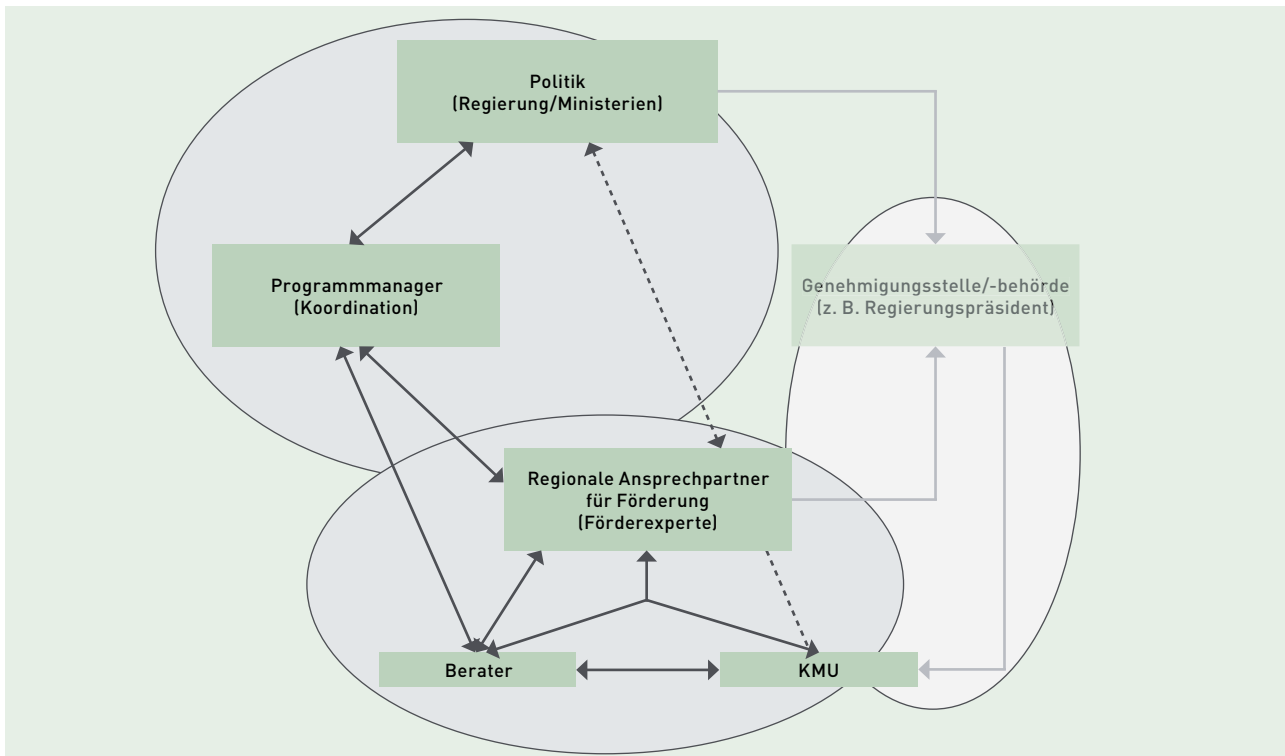 Politik
(Regierung/Ministerien)
Programmmanager
(Koordination)
Genehmigungsstelle/-behörde
(z. B. Regierungspräsident)
Regionale Ansprechpartner
für Förderung
(Förderexperte)
Berater
KMU